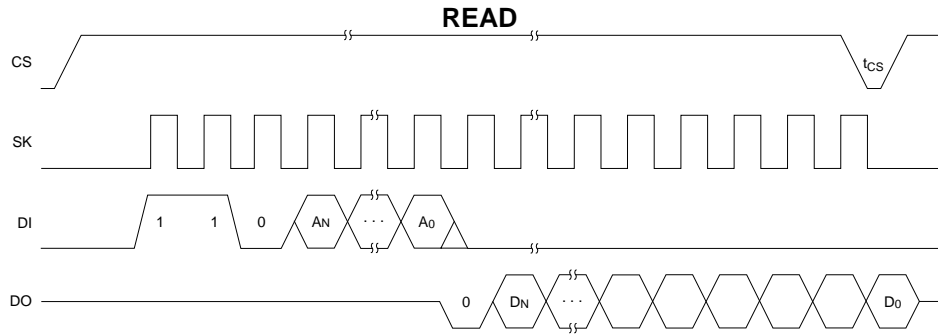 READ
CS
tCS
SK
DI 1 1 0 AN · · · A0
DO 0 DN · · · D0